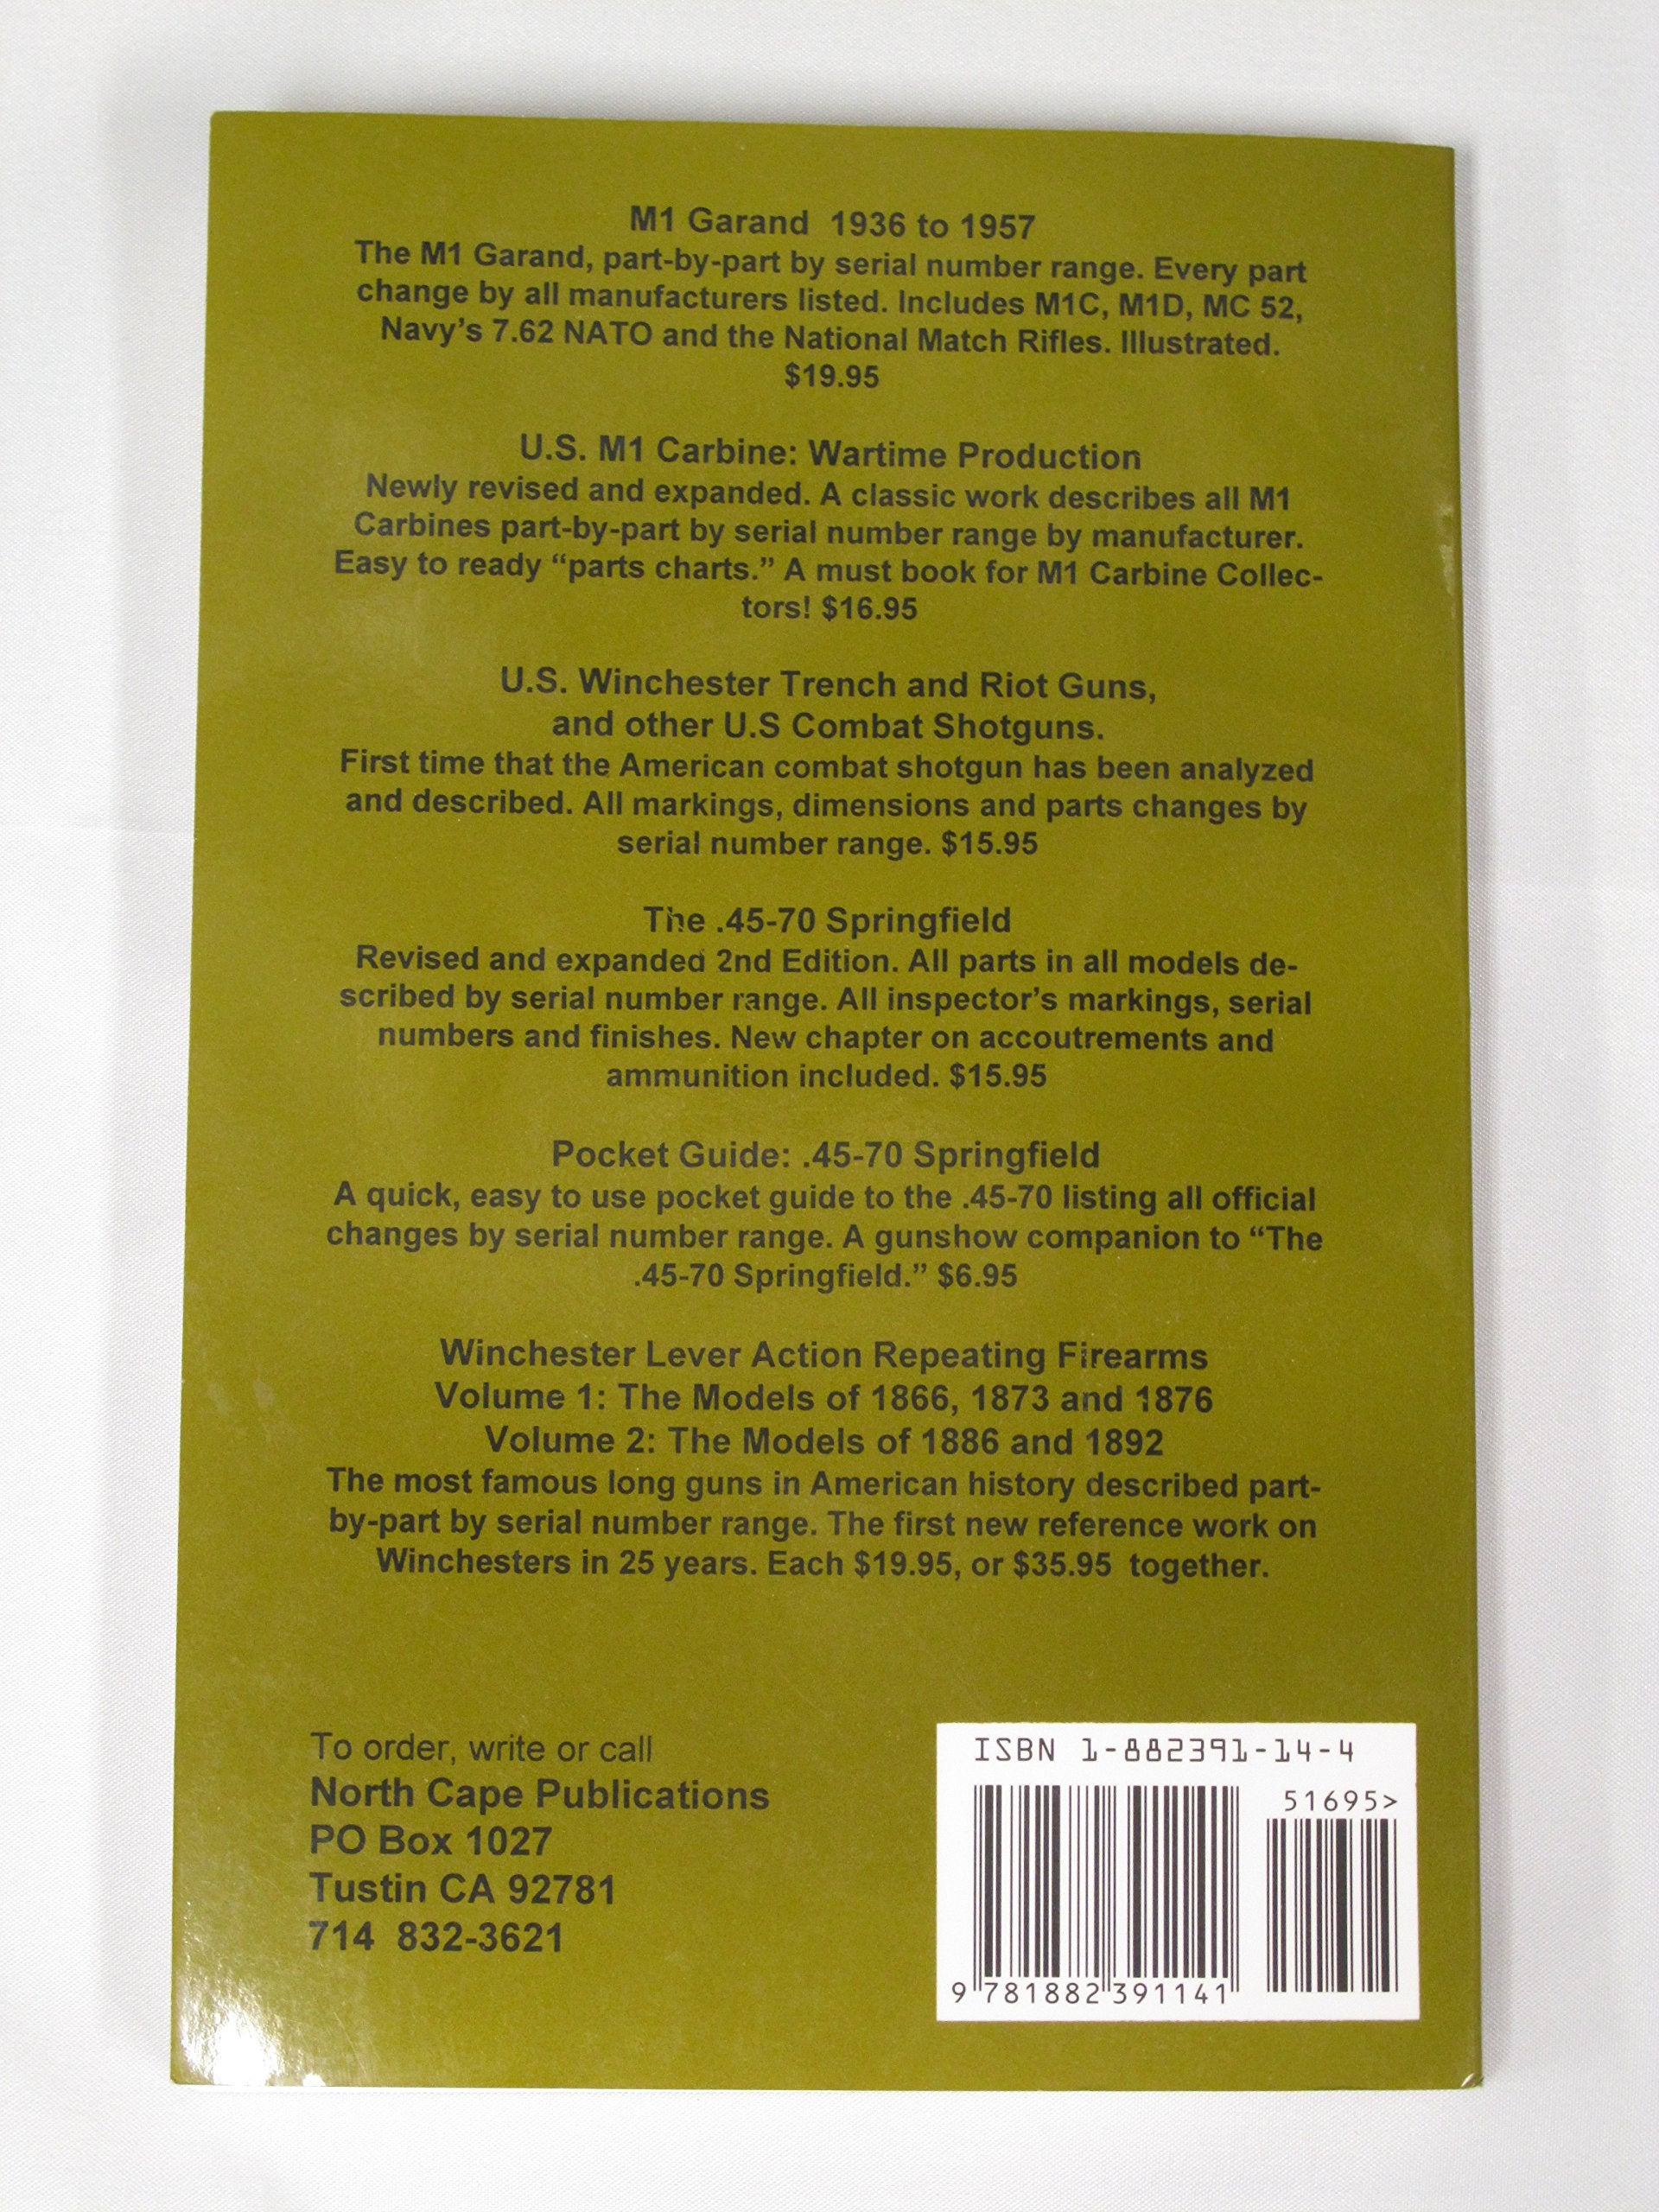 M1 Garand 1936 to 1957
The M1 Garand, part-by-part by serial number range. Every part
change by all manufacturers listed. Includes M1C, M1D, MC 52,
Navy's 7.62 NATO and the National Match Rifles. Illustrated.
$19.95
U.S. M1 Carbine: Wartime Production
Newly revised and expanded. A classic work describes all M1
Carbines part-by-part by serial number range by manufacturer.
Easy to ready “parts charts.” A must book for M1 Carbine Collec-
tors! $16.95
U.S. Winchester Trench and Riot Guns,
and other U.S Combat Shotguns.
First time that the American combat shotgun has been analyzed
and described. All markings, dimensions and parts changes by
serial number range. $15.95
The .45-70 Springfield
Revised and expanded 2nd Edition. All parts in all models de-
scribed by serial number range. All inspector's markings, serial
numbers and finishes. New chapter on accoutrements and
ammunition included. $15.95
Pocket Guide: .45-70 Springfield
A quick, easy to use pocket guide to the .45-70 listing all official
changes by serial number range. A gunshow companion to “The
.45-70 Springfield.” $6.95
Winchester Lever Action Repeating Firearms
Volume 1: The Models of 1866, 1873 and 1876
Volume 2: The Models of 1886 and 1892
The most famous long guns in American history described part-
by-part by serial number range. The first new reference work on
Winchesters in 25 years. Each $19.95, or $35.95 together.
To order, write or call
North Cape Publications
PO Box 1027
Tustin CA 92781
714 832-3621
ISBN 1-882391-14-4
51695>
9 781882 391141